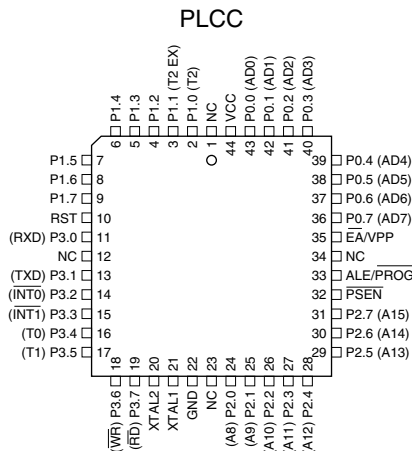 PLCC
P1.4
P1.3
P1.2
P1.1 (T2 EX)
P1.0 (T2)
NC
VCC
P0.0 (AD0)
P0.1 (AD1)
P0.2 (AD2)
P0.3 (AD3)
6
5
4
3
2
1
44
43
42
41
40
P1.5 7
P1.6 8
P1.7 9
RST 10
(RXD) P3.0 11
NC 12
(TXD) P3.1 13
(INT0) P3.2 14
(INT1) P3.3 15
(T0) P3.4 16
(T1) P3.5 17
39 P0.4 (AD4)
38 P0.5 (AD5)
37 P0.6 (AD6)
36 P0.7 (AD7)
35 EA/VPP
34 NC
33 ALE/PROG
32 PSEN
31 P2.7 (A15)
30 P2.6 (A14)
29 P2.5 (A13)
18
19
20
21
22
23
24
25
26
27
28
(WR) P3.6
(RD) P3.7
XTAL2
XTAL1
GND
NC
(A8) P2.0
(A9) P2.1
(A10) P2.2
(A11) P2.3
(A12) P2.4